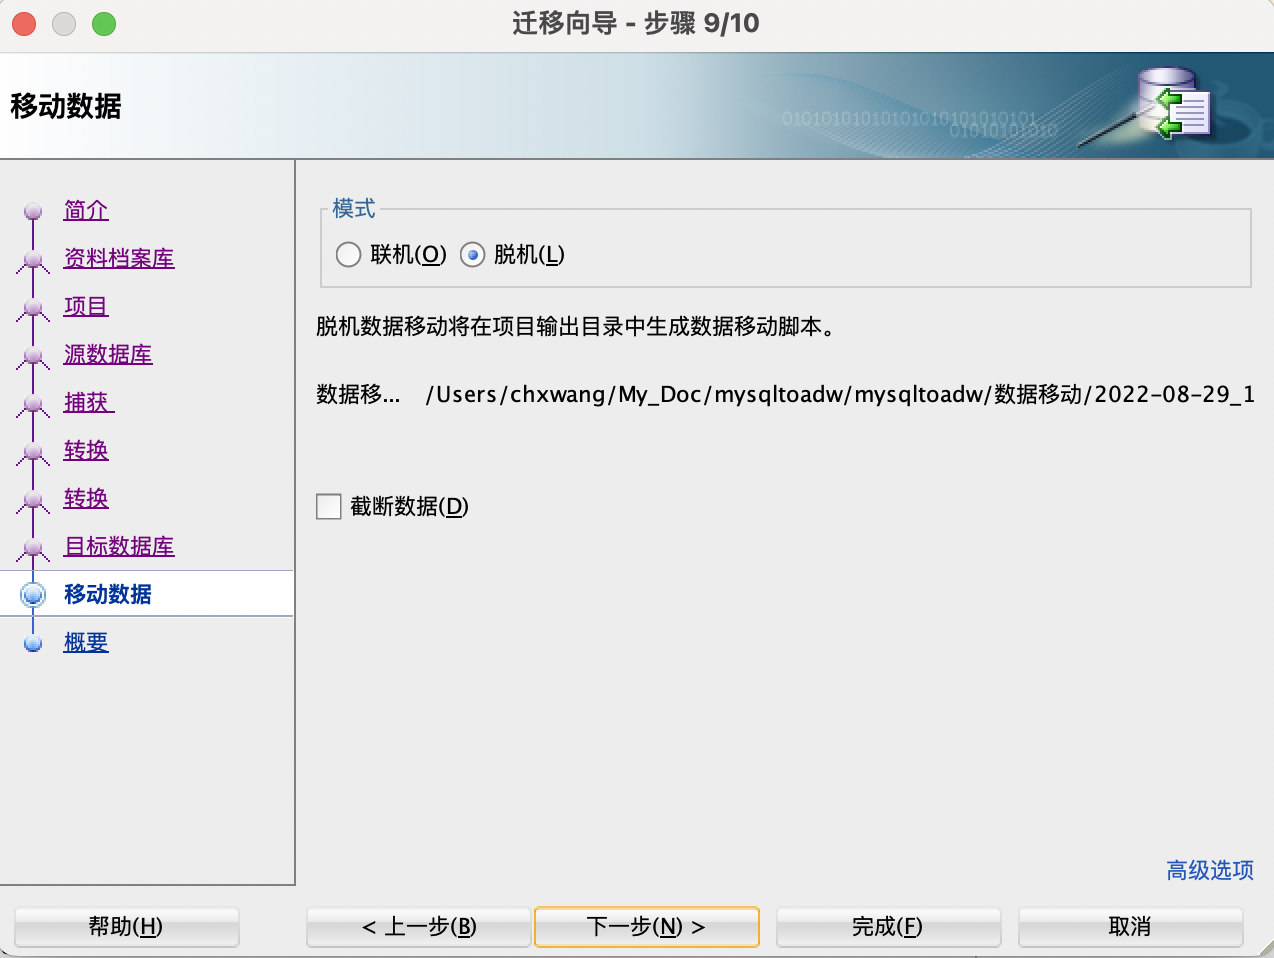 迁移向导 - 步骤 9/10
移动数据
0101010101010101010101010101
01010101010
简介
资料档案库
项目
源数据库
捕获
转换
转换
目标数据库
移动数据
概要
模式
联机(O) 脱机(L)
脱机数据移动将在项目输出目录中生成数据移动脚本。
数据移... /Users/chxwang/My_Doc/mysqltoadw/mysqltoadw/数据移动/2022-08-29_1
截断数据(D)
高级选项
帮助(H) < 上一步(B) 下一步(N) > 完成(F) 取消